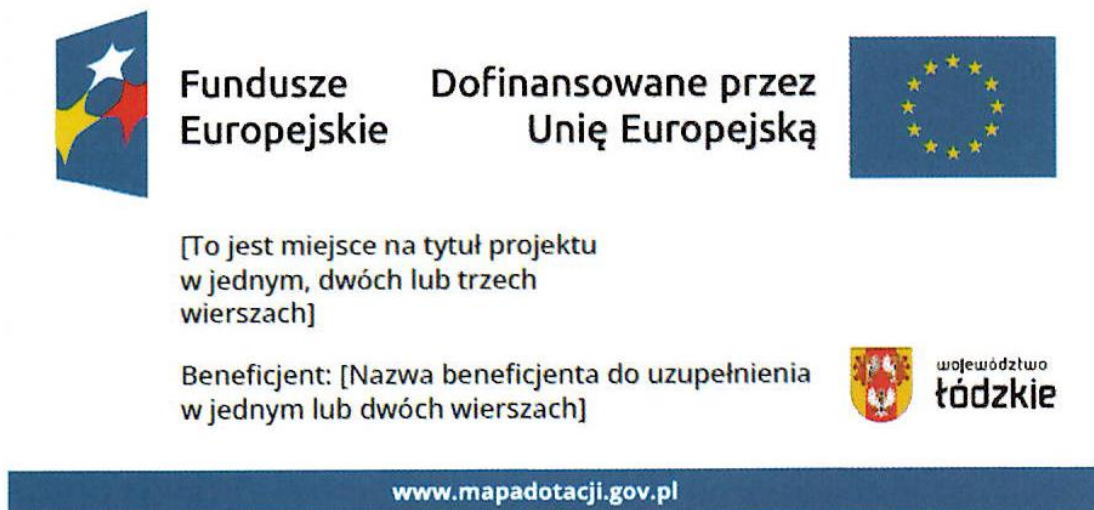 Fundusze
Europejskie
Dofinansowane przez
Unię Europejską
[To jest miejsce na tytuł projektu
w jednym, dwóch lub trzech
wierszach]
Beneficjent: [Nazwa beneficjenta do uzupełnienia
w jednym lub dwóch wierszach]
województwo
łódzkie
www.mapadotacji.gov.pl